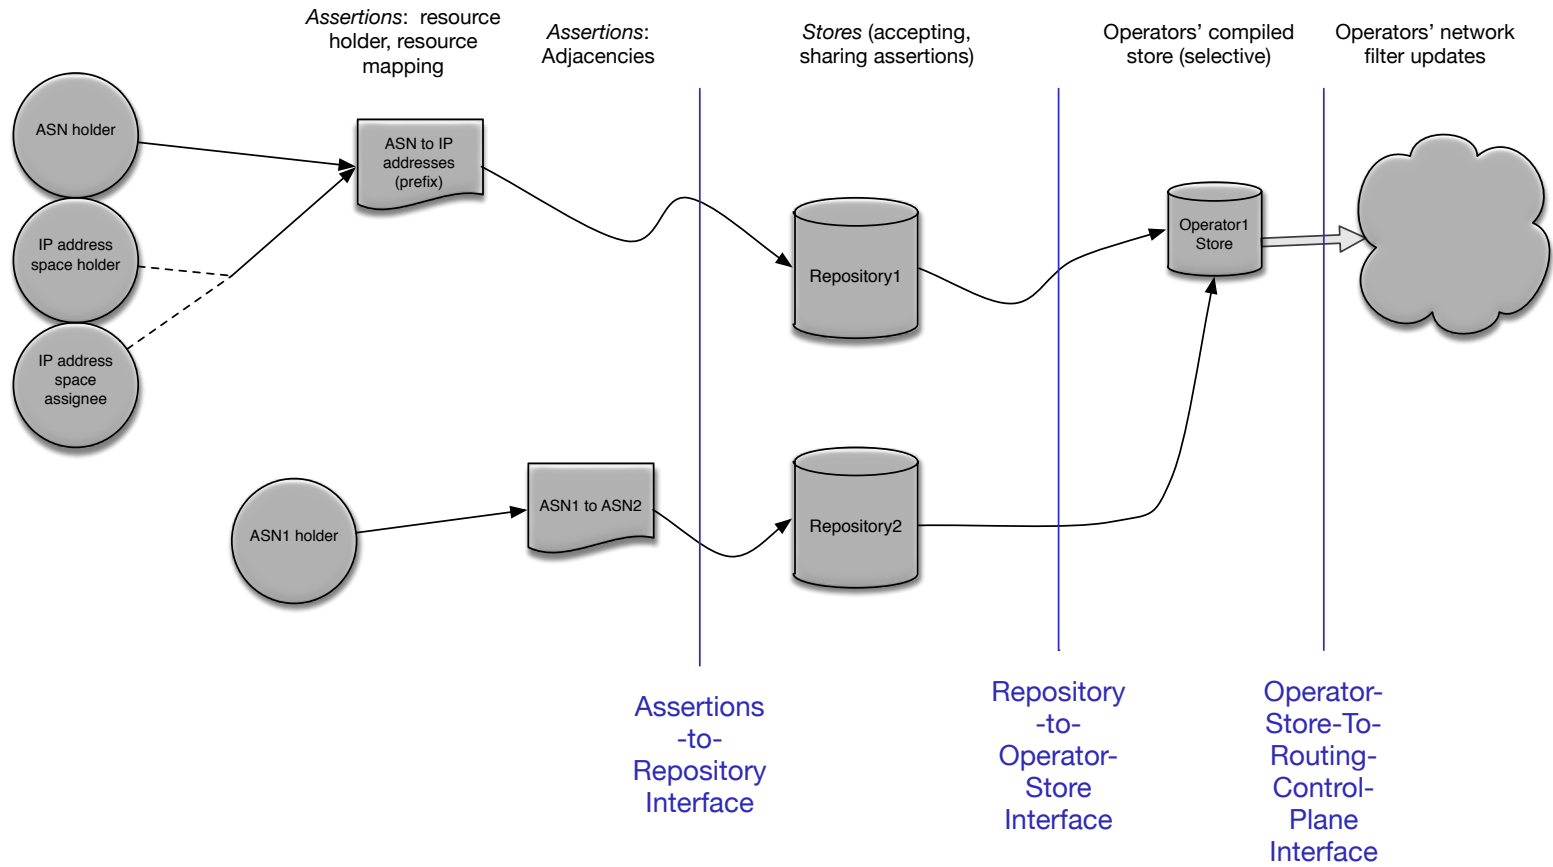 Assertions: resource
holder, resource
mapping
Assertions:
Adjacencies
Stores (accepting,
sharing assertions)
Operators’ compiled
store (selective)
Operators’ network
filter updates
ASN holder
IP address
space holder
IP address
space
assignee
ASN to IP
addresses
(prefix)
Repository1
Operator1
Store
ASN1 holder
ASN1 to ASN2
Repository2
Assertions
-to-
Repository
Interface
Repository
-to-
Operator-
Store
Interface
Operator-
Store-To-
Routing-
Control-
Plane
Interface